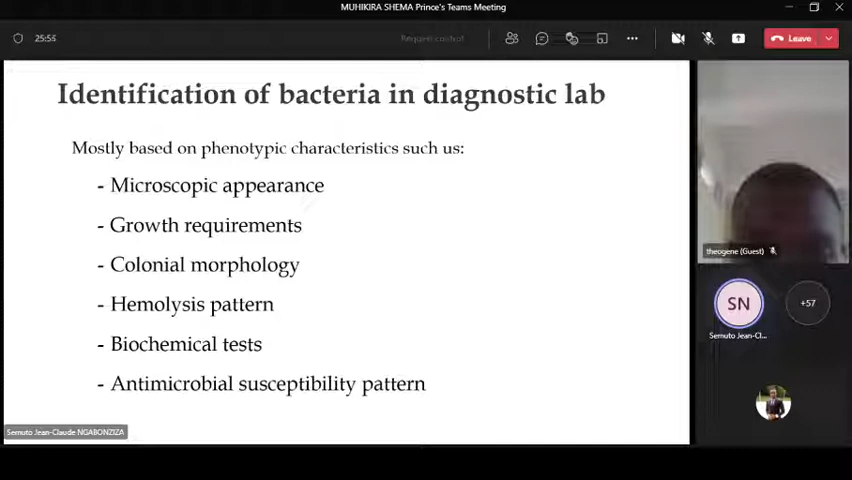 MUHIKIRA SHEMA Prince's Teams Meeting
25:55
Request control
Leave
Identification of bacteria in diagnostic lab
Mostly based on phenotypic characteristics such us:
- Microscopic appearance
- Growth requirements
- Colonial morphology
- Hemolysis pattern
- Biochemical tests
- Antimicrobial susceptibility pattern
Semuto Jean-Claude NGABONZIZA
theogene (Guest)
SN
+57
Semuto Jean-Cl...